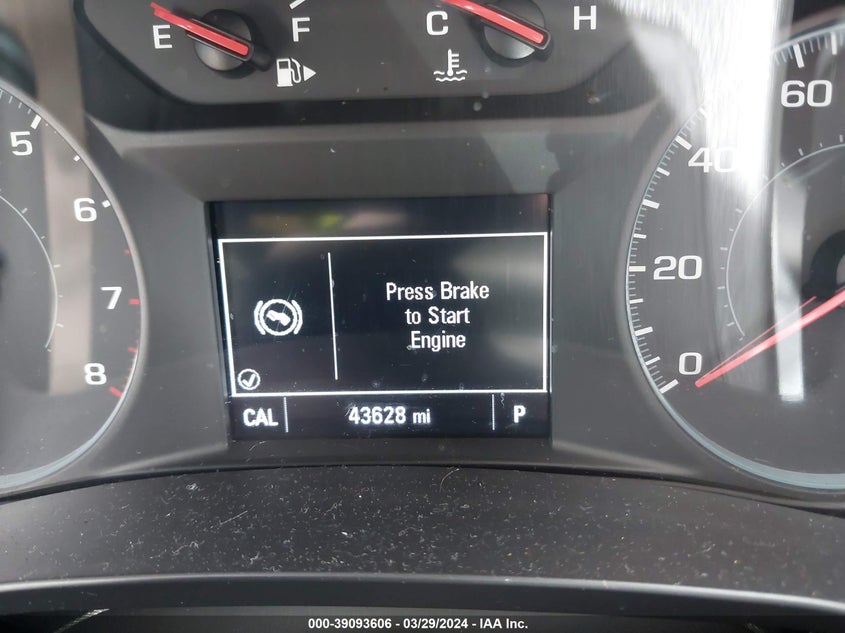 E F C H
5 6 7 8
0 20 40 60
Press Brake
to Start
Engine
CAL 43628 mi P
000-39093606 - 03/29/2024 - IAA Inc.